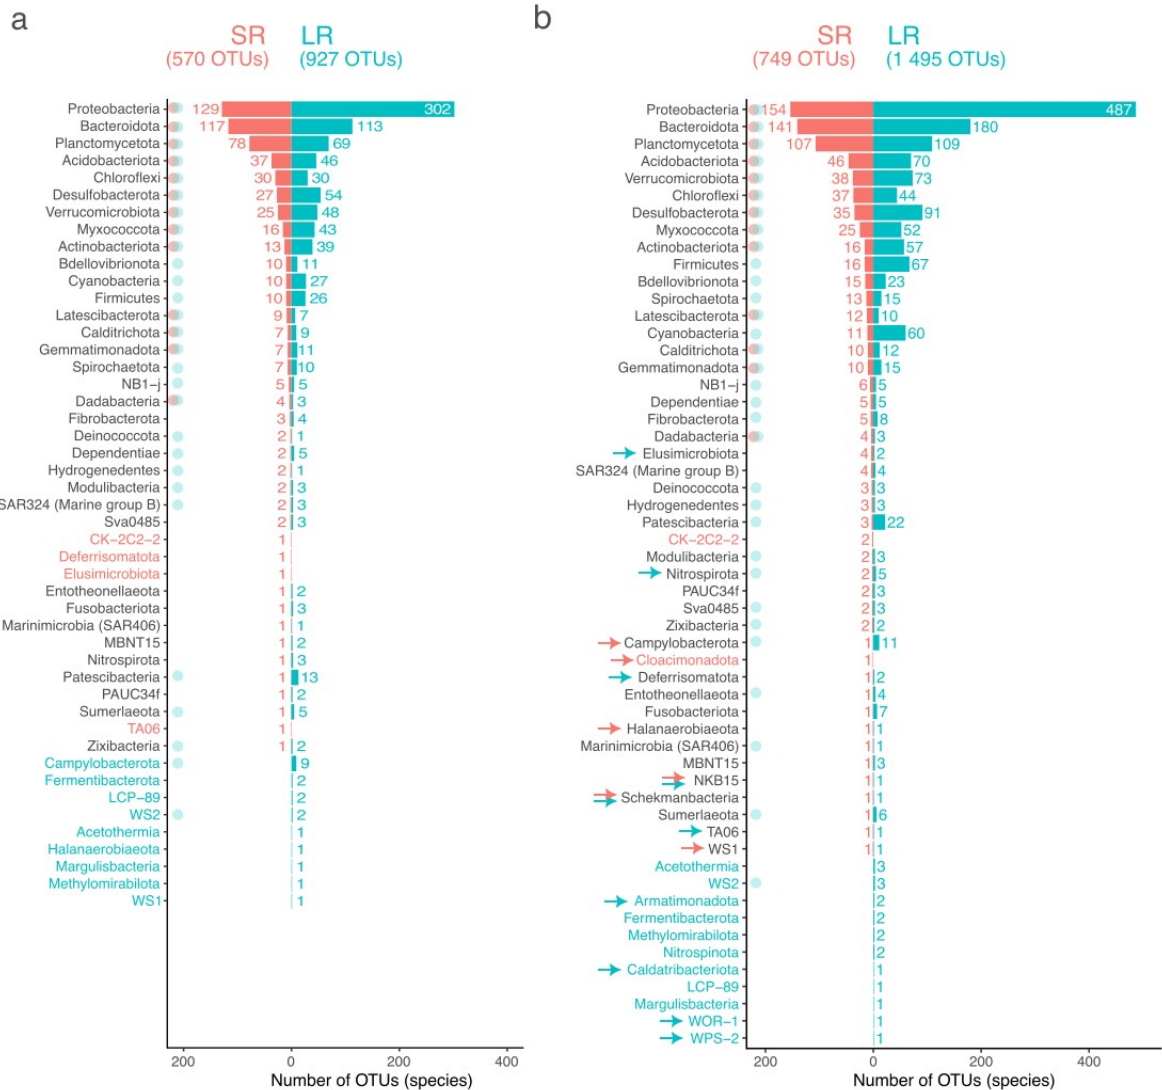 a
SR LR
(570 OTUs) (927 OTUs)
Proteobacteria 129 302
Bacteroidota 117 113
Planctomycetota 78 69
Acidobacteriota 37 46
Chloroflexi 30 30
Desulfobacterota 27 54
Verrucomicrobiota 25 48
Myxococcota 16 43
Actinobacteriota 13 39
Bdellovibrionota 10 11
Cyanobacteria 10 27
Firmicutes 10 26
Latescibacterota 9 7
Calditrichota 7 9
Gemmatimonadota 7 11
Spirochaetota 7 10
NB1-j 5 5
Dadabacteria 4 3
Fibrobacterota 3 4
Deinococcota 2 1
Dependentiae 2 5
Hydrogenedentes 2 1
Modulibacteria 2 3
SAR324 (Marine group B) 2 3
Sva0485 2 3
CK-2C2-2 1
Deferrisomatota 1
Elusimicrobiota 1
Entotheonellaeota 1 2
Fusobacteriota 1 3
Marinimicrobia (SAR406) 1 1
MBNT15 1 2
Nitrospirota 1 3
Patescibacteria 1 13
PAUC34f 1 2
Sumerlaeota 1 5
TA06 1
Zixibacteria 1 2
Campylobacterota 9
Fermentibacterota 2
LCP-89 2
WS2 2
Acetothermia 1
Halanaerobiaeota 1
Margulisbacteria 1
Methylomirabilota 1
WS1 1
200 0 200 400
Number of OTUs (species)
b
SR LR
(749 OTUs) (1 495 OTUs)
Proteobacteria 154 487
Bacteroidota 141 180
Planctomycetota 107 109
Acidobacteriota 46 70
Verrucomicrobiota 38 73
Chloroflexi 37 44
Desulfobacterota 35 91
Myxococcota 25 52
Actinobacteriota 16 57
Firmicutes 16 67
Bdellovibrionota 15 23
Spirochaetota 13 15
Latescibacterota 12 10
Cyanobacteria 11 60
Calditrichota 10 12
Gemmatimonadota 10 15
NB1-j 6 5
Dependentiae 5 5
Fibrobacterota 5 8
Dadabacteria 4 3
Elusimicrobiota 4 2
SAR324 (Marine group B) 4 4
Deinococcota 3 3
Hydrogenedentes 3 3
Patescibacteria 3 22
CK-2C2-2 2
Modulibacteria 2 3
Nitrospirota 2 5
PAUC34f 2 3
Sva0485 2 3
Zixibacteria 2 2
Campylobacterota 1 11
Cloacimonadota 1
Deferrisomatota 1 2
Entotheonellaeota 1 4
Fusobacteriota 1 7
Halanaerobiaeota 1 1
Marinimicrobia (SAR406) 1 1
MBNT15 1 3
NKB15 1 1
Schekmanbacteria 1 1
Sumerlaeota 1 6
TA06 1 1
WS1 1 1
Acetothermia 3
WS2 3
Armatimonadota 2
Fermentibacterota 2
Methylomirabilota 2
Nitrospinota 2
Caldatribacteriota 1
LCP-89 1
Margulisbacteria 1
WOR-1 1
WPS-2 1
200 0 200 400
Number of OTUs (species)